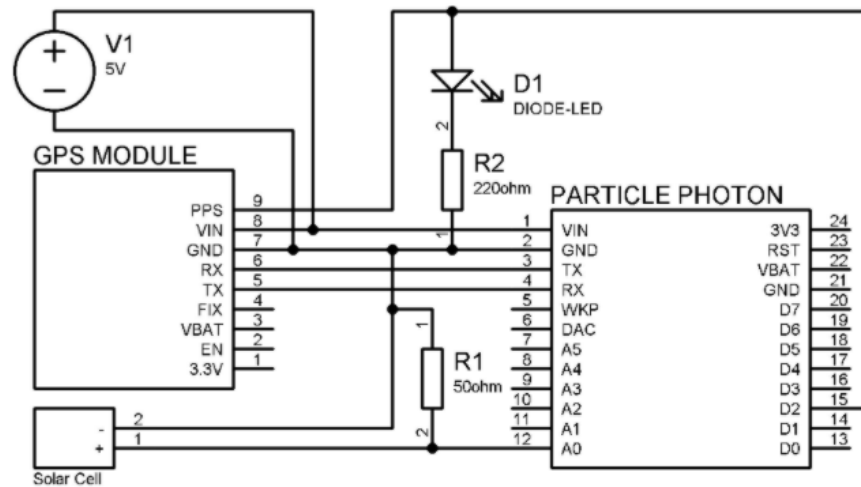 V1
5V
D1
DIODE-LED
2
GPS MODULE
R2
220ohm
1
PARTICLE PHOTON
PPS 9
VIN 8
GND 7
RX 6
TX 5
FIX 4
VBAT 3
EN 2
3.3V 1
1 VIN 3V3 24
2 GND RST 23
3 TX VBAT 22
4 RX GND 21
5 WKP D7 20
6 DAC D6 19
7 A5 D5 18
8 A4 D4 17
9 A3 D3 16
10 A2 D2 15
11 A1 D1 14
12 A0 D0 13
1
R1
50ohm
2
- 2
+ 1
Solar Cell